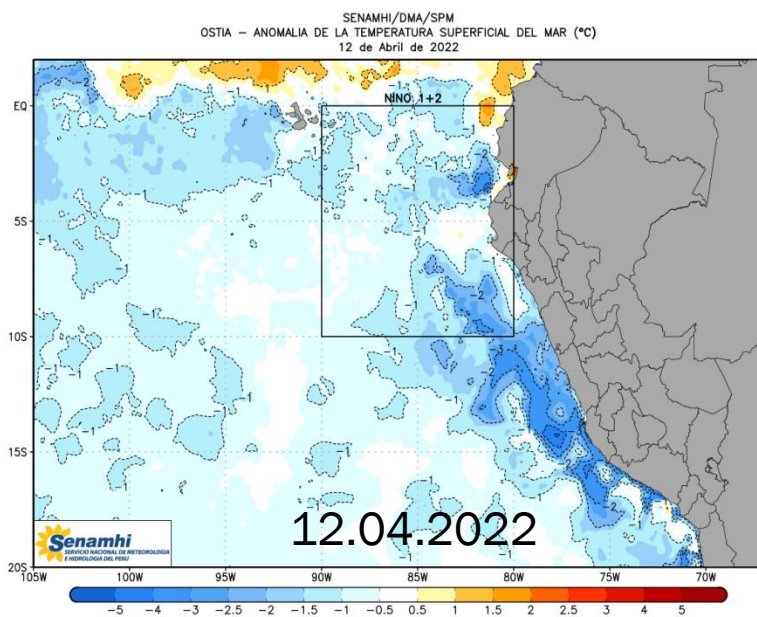 SENAMHI/DMA/SPM
OSTIA – ANOMALIA DE LA TEMPERATURA SUPERFICIAL DEL MAR (°C)
12 de Abril de 2022
EQ
5S
10S
15S
20S
NINO 1+2
12.04.2022
Senamhi
SERVICIO NACIONAL DE METEOROLOGIA
E HIDROLOGIA DEL PERU
105W 100W 95W 90W 85W 80W 75W 70W
−5 −4 −3 −2.5 −2 −1.5 −1 −0.5 0.5 1 1.5 2 2.5 3 4 5